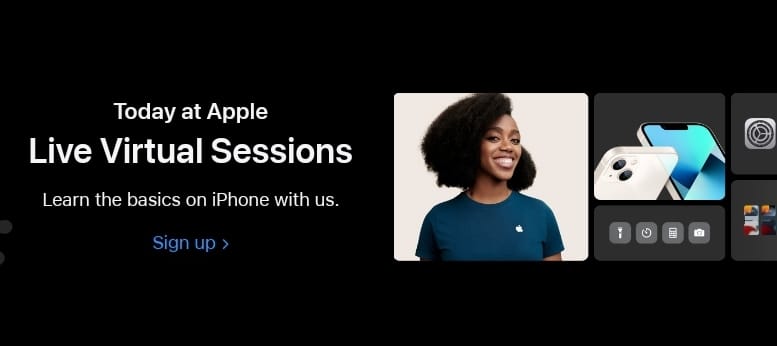 Today at Apple
Live Virtual Sessions
Learn the basics on iPhone with us.
Sign up >